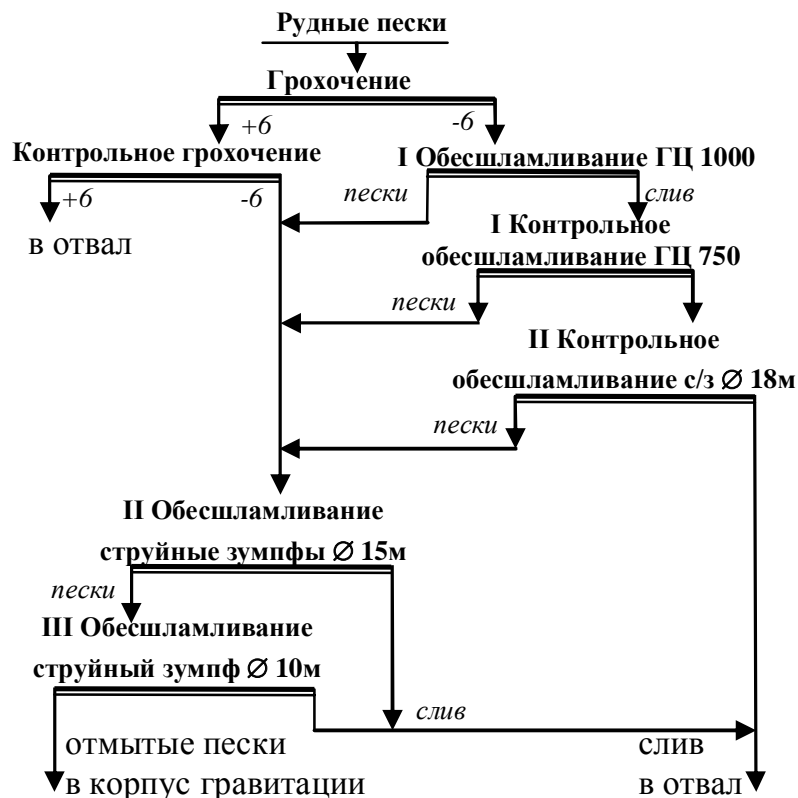 Рудные пески
Грохочение
+6
-6
Контрольное грохочение
I Обесшламливание ГЦ 1000
+6
-6
пески
слив
в отвал
I Контрольное
обесшламливание ГЦ 750
пески
II Контрольное
обесшламливание с/з ∅ 18м
пески
II Обесшламливание
струйные зумпфы ∅ 15м
пески
III Обесшламливание
струйный зумпф ∅ 10м
слив
отмытые пески
в корпус гравитации
слив
в отвал